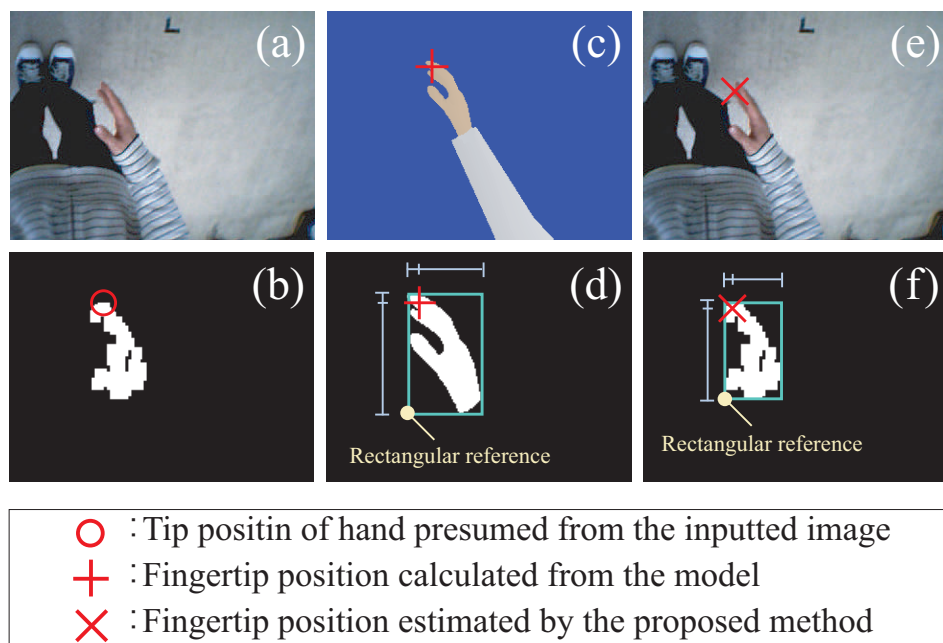 (a)
(c)
(e)
(b)
(d)
(f)
Rectangular reference
Rectangular reference
○ : Tip positin of hand presumed from the inputted image
+ : Fingertip position calculated from the model
× : Fingertip position estimated by the proposed method